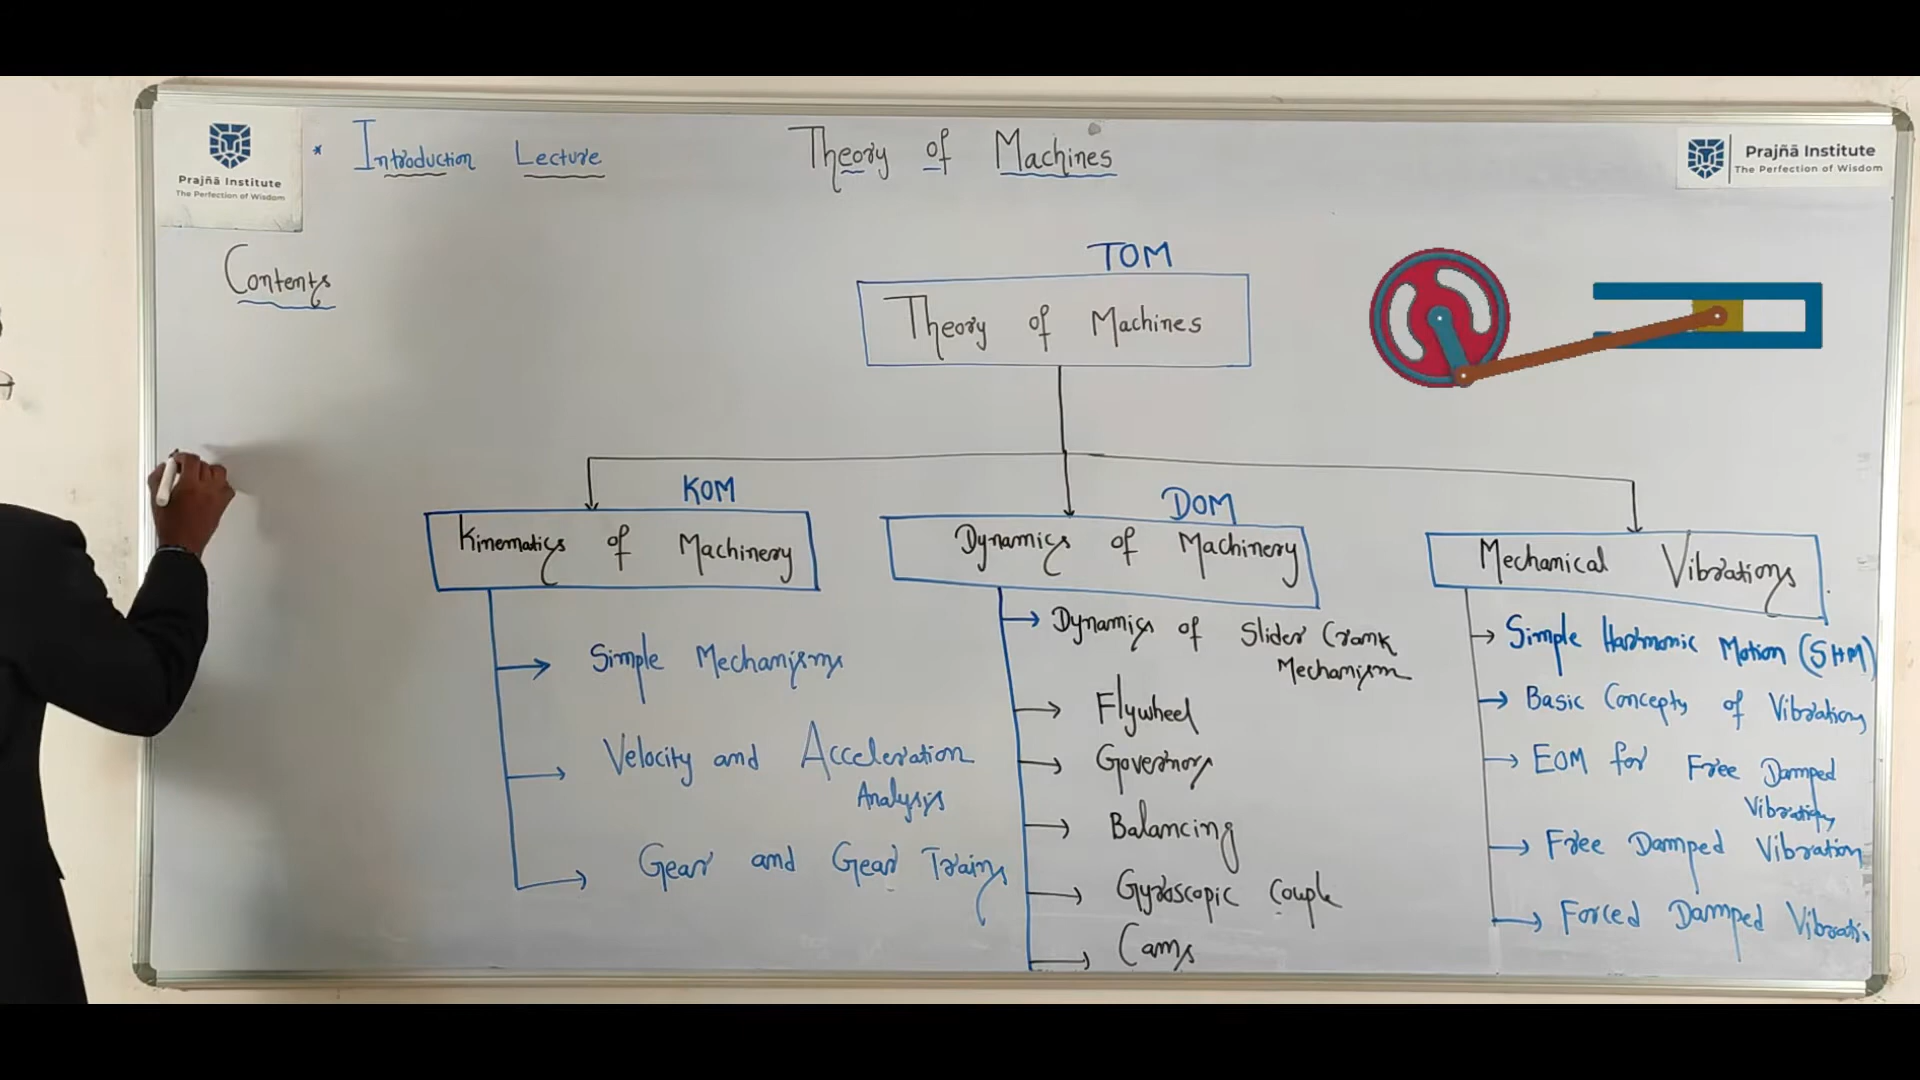 Prajñā Institute
The Perfection of Wisdom
* Introduction Lecture
Theory of Machines
Prajñā Institute
The Perfection of Wisdom
Contents
TOM
Theory of Machines
KOM
Kinematics of Machinery
Simple Mechanisms
Velocity and Acceleration
Analysis
Gear and Gear Trains
DOM
Dynamics of Machinery
Dynamics of Slider Crank
Mechanism
Flywheel
Governors
Balancing
Gyroscopic Couple
Cams
Mechanical Vibrations
Simple Harmonic Motion (SHM)
Basic Concepts of Vibrations
EOM for Free Damped
Vibrations
Free Damped Vibration
Forced Damped Vibrati